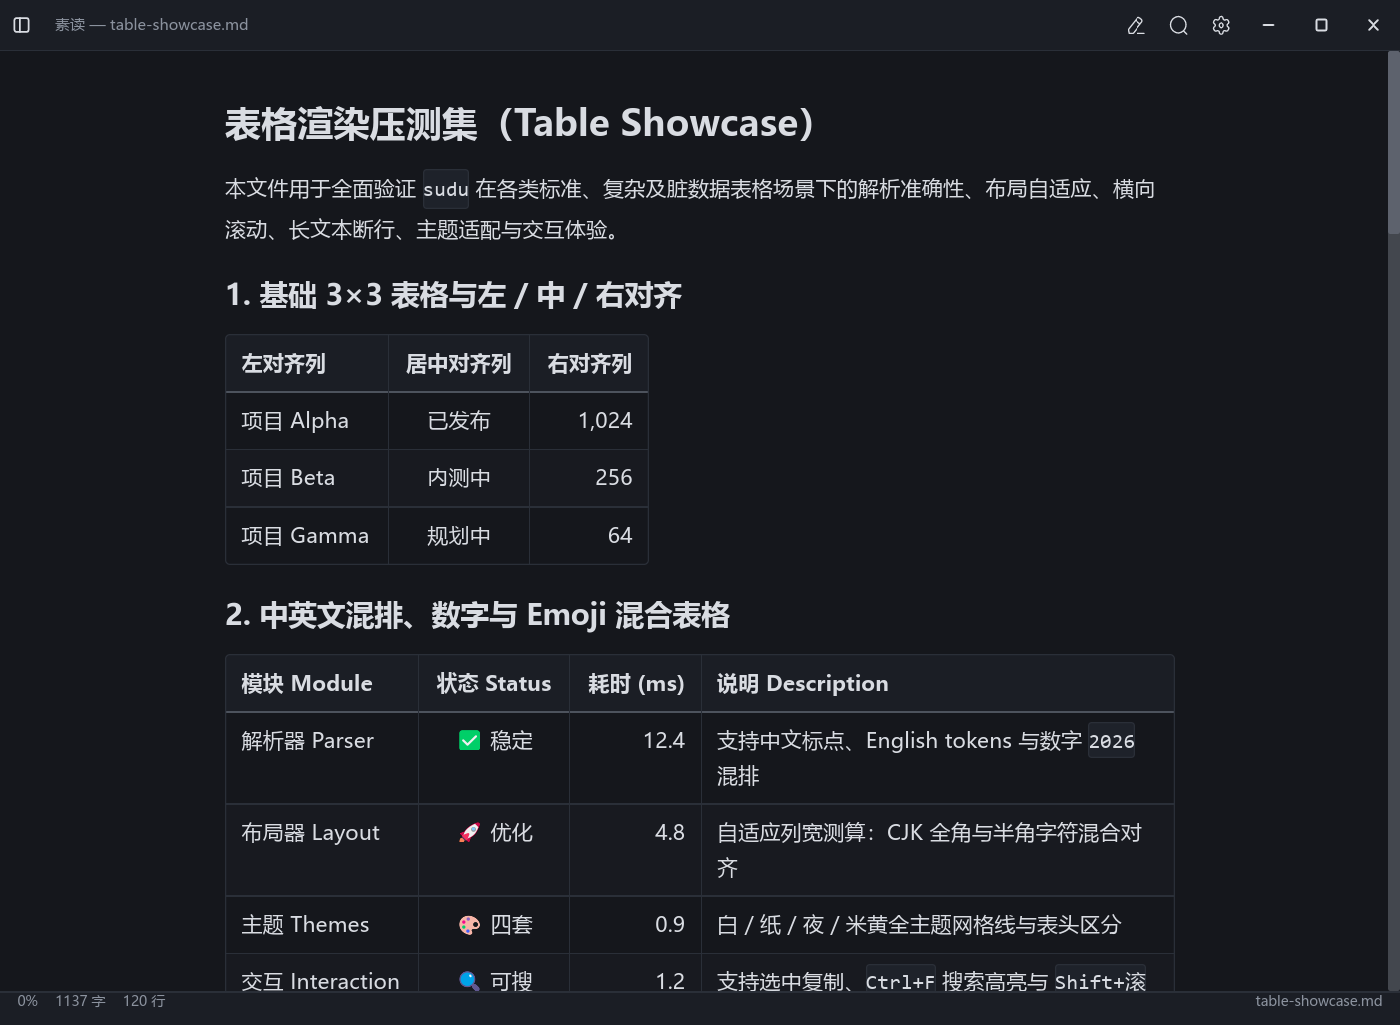 素读 — table-showcase.md
表格渲染压测集（Table Showcase）
本文件用于全面验证 sudu 在各类标准、复杂及脏数据表格场景下的解析准确性、布局自适应、横向
滚动、长文本断行、主题适配与交互体验。
1. 基础 3×3 表格与左 / 中 / 右对齐
左对齐列 居中对齐列 右对齐列
项目 Alpha 已发布 1,024
项目 Beta 内测中 256
项目 Gamma 规划中 64
2. 中英文混排、数字与 Emoji 混合表格
模块 Module 状态 Status 耗时 (ms) 说明 Description
解析器 Parser ✅ 稳定 12.4 支持中文标点、English tokens 与数字 2026
混排
布局器 Layout 🚀 优化 4.8 自适应列宽测算：CJK 全角与半角字符混合对
齐
主题 Themes 🎨 四套 0.9 白 / 纸 / 夜 / 米黄全主题网格线与表头区分
交互 Interaction 🔍 可搜 1.2 支持选中复制、Ctrl+F 搜索高亮与 Shift+滚
0% 1137 字 120 行 table-showcase.md